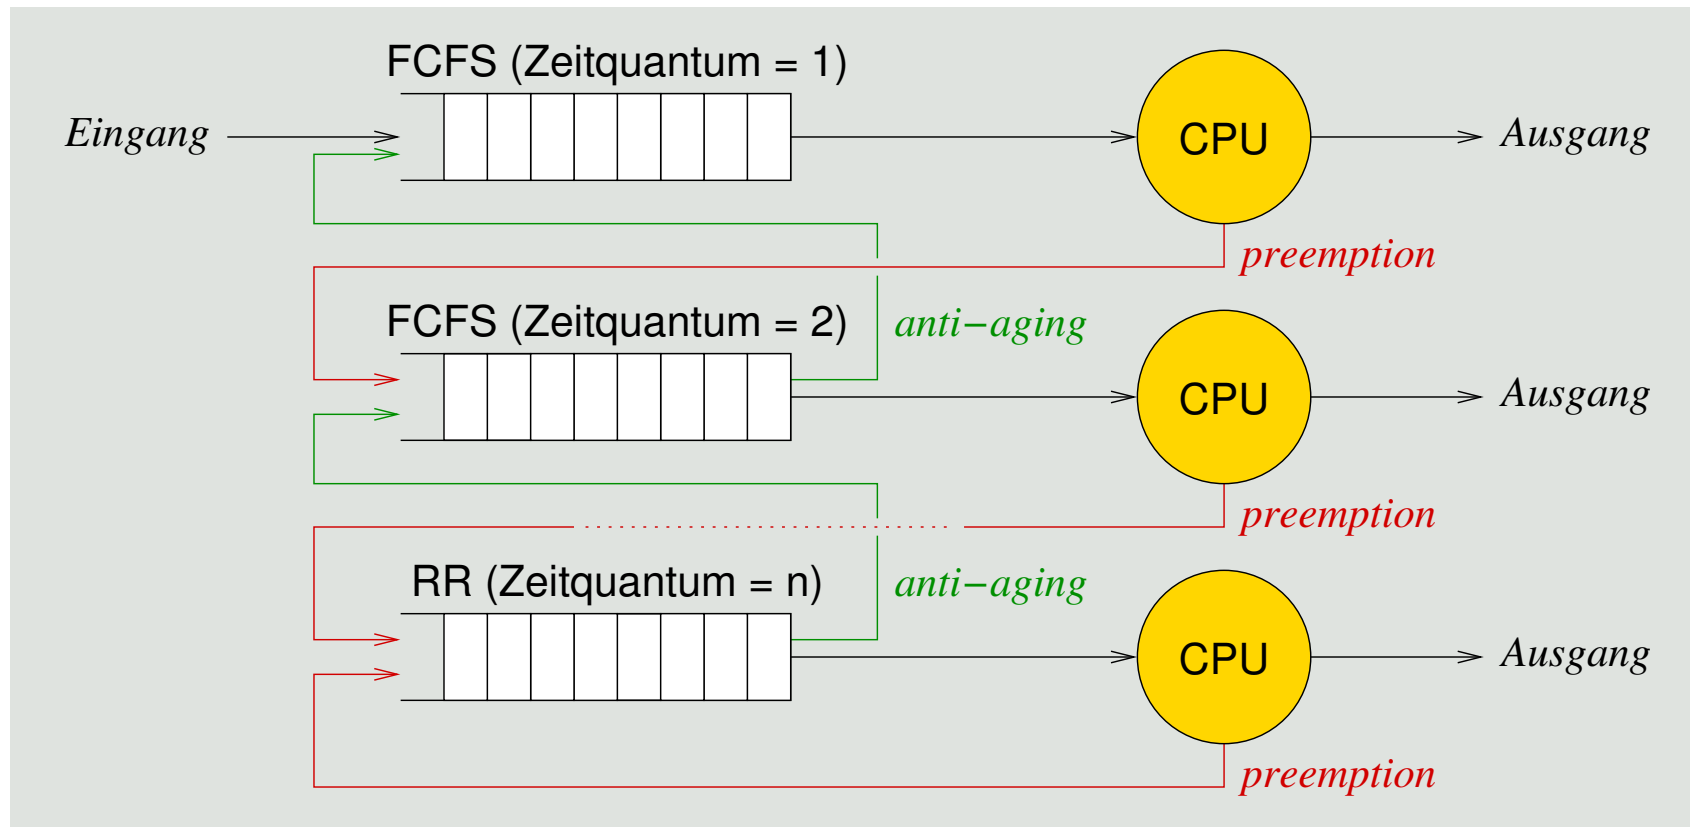 FCFS (Zeitquantum = 1)
Eingang
CPU
Ausgang
preemption
FCFS (Zeitquantum = 2)
anti−aging
CPU
Ausgang
preemption
RR (Zeitquantum = n)
anti−aging
CPU
Ausgang
preemption